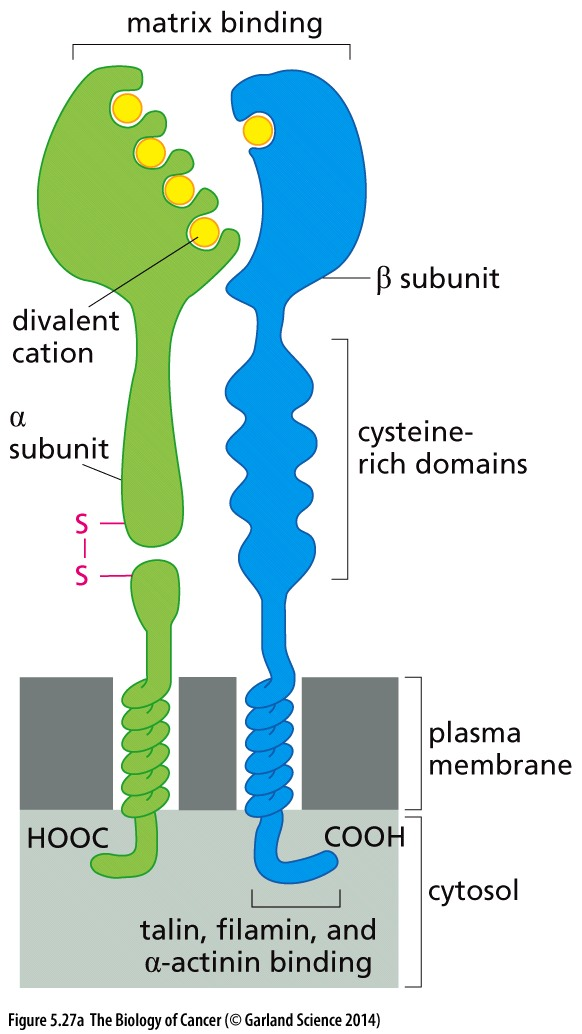 matrix binding
β subunit
divalent
cation
α
subunit
cysteine-
rich domains
S
S
plasma
membrane
HOOC
COOH
cytosol
talin, filamin, and
α-actinin binding
Figure 5.27a The Biology of Cancer (© Garland Science 2014)